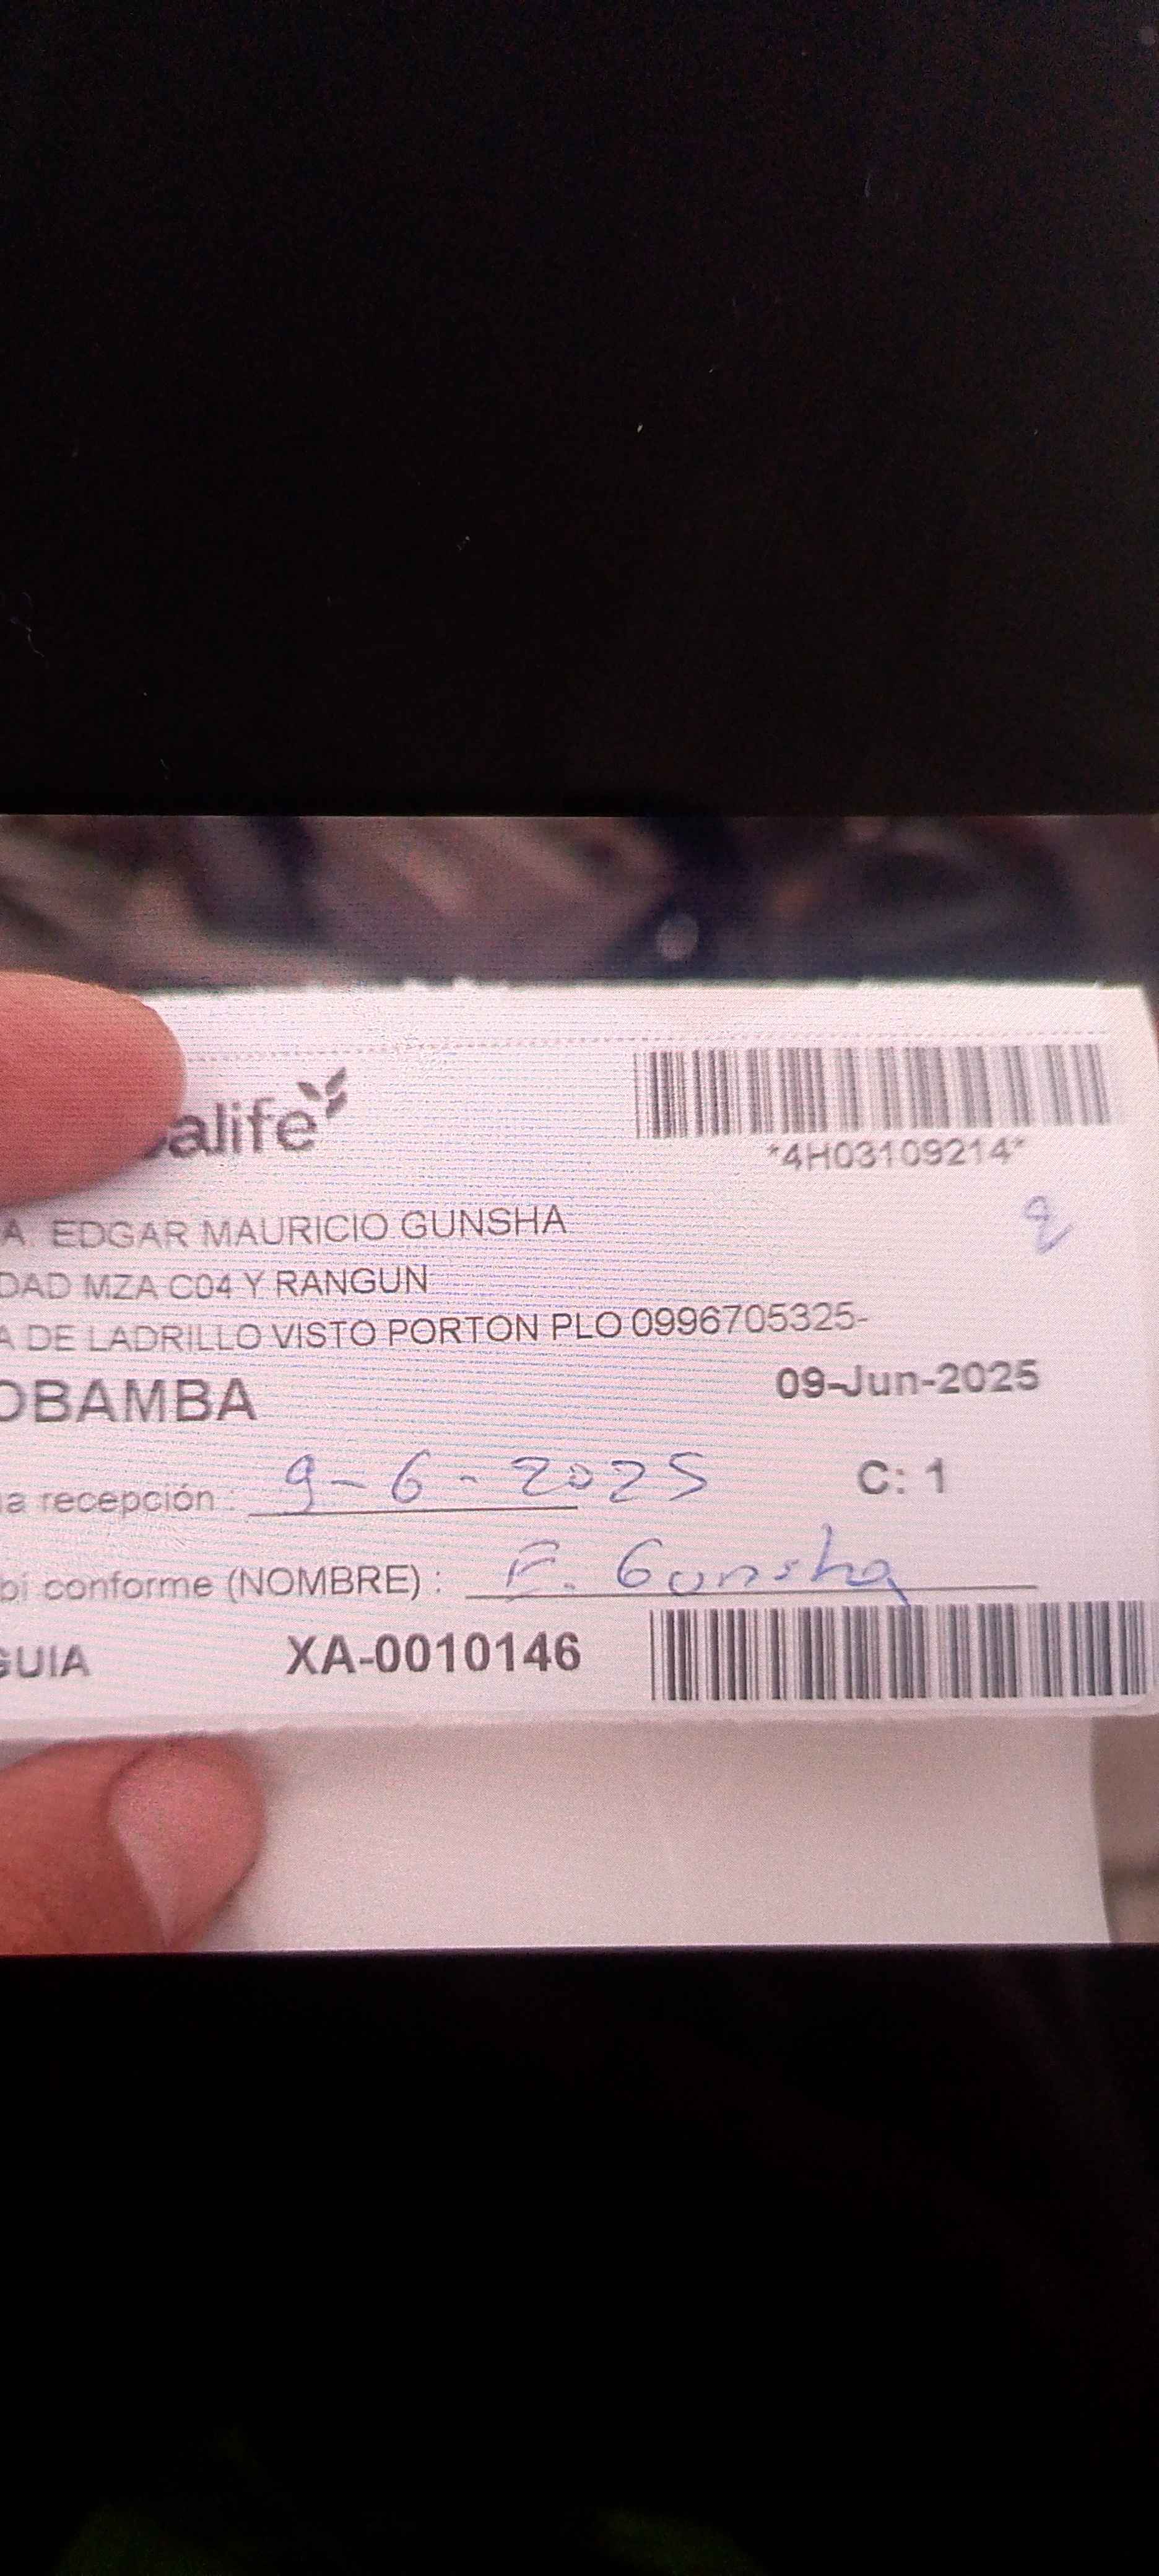 alife
*4H03109214*
A: EDGAR MAURICIO GUNSHA
DAD MZA C04 Y RANGUN
A DE LADRILLO VISTO PORTON PLO 0996705325-
OBAMBA
09-Jun-2025
a recepción : 9-6-2025
C: 1
bí conforme (NOMBRE) : E. Gunsha
GUIA XA-0010146